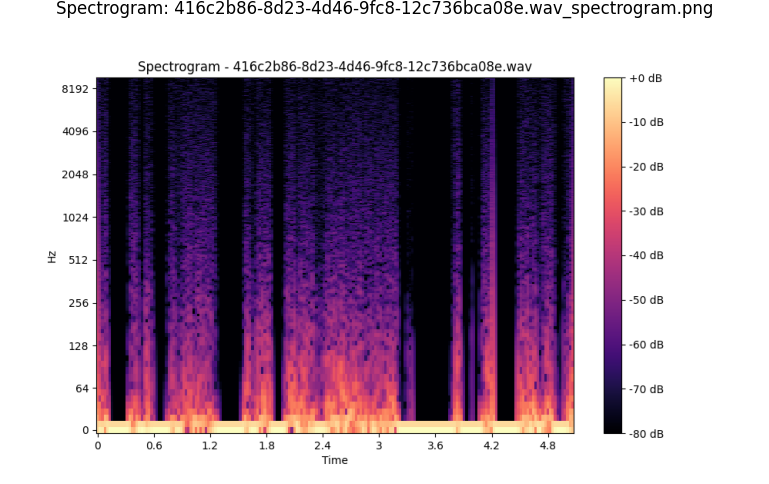 Spectrogram: 416c2b86-8d23-4d46-9fc8-12c736bca08e.wav_spectrogram.png
Spectrogram - 416c2b86-8d23-4d46-9fc8-12c736bca08e.wav
8192
4096
2048
1024
512
256
128
64
0
Hz
0 0.6 1.2 1.8 2.4 3 3.6 4.2 4.8
Time
+0 dB
-10 dB
-20 dB
-30 dB
-40 dB
-50 dB
-60 dB
-70 dB
-80 dB